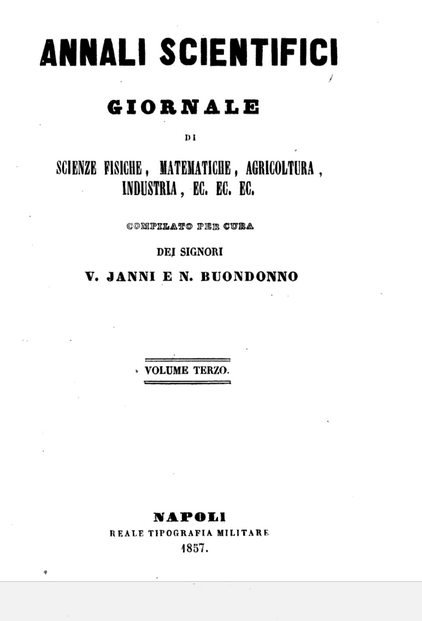 ANNALI SCIENTIFICI
GIORNALE
DI
SCIENZE FISICHE, MATEMATICHE, AGRICOLTURA,
INDUSTRIA, EC. EC. EC.
COMPILATO PER CURA
DEI SIGNORI
V. JANNI E N. BUONDONNO
VOLUME TERZO.
NAPOLI
REALE TIPOGRAFIA MILITARE
1857.